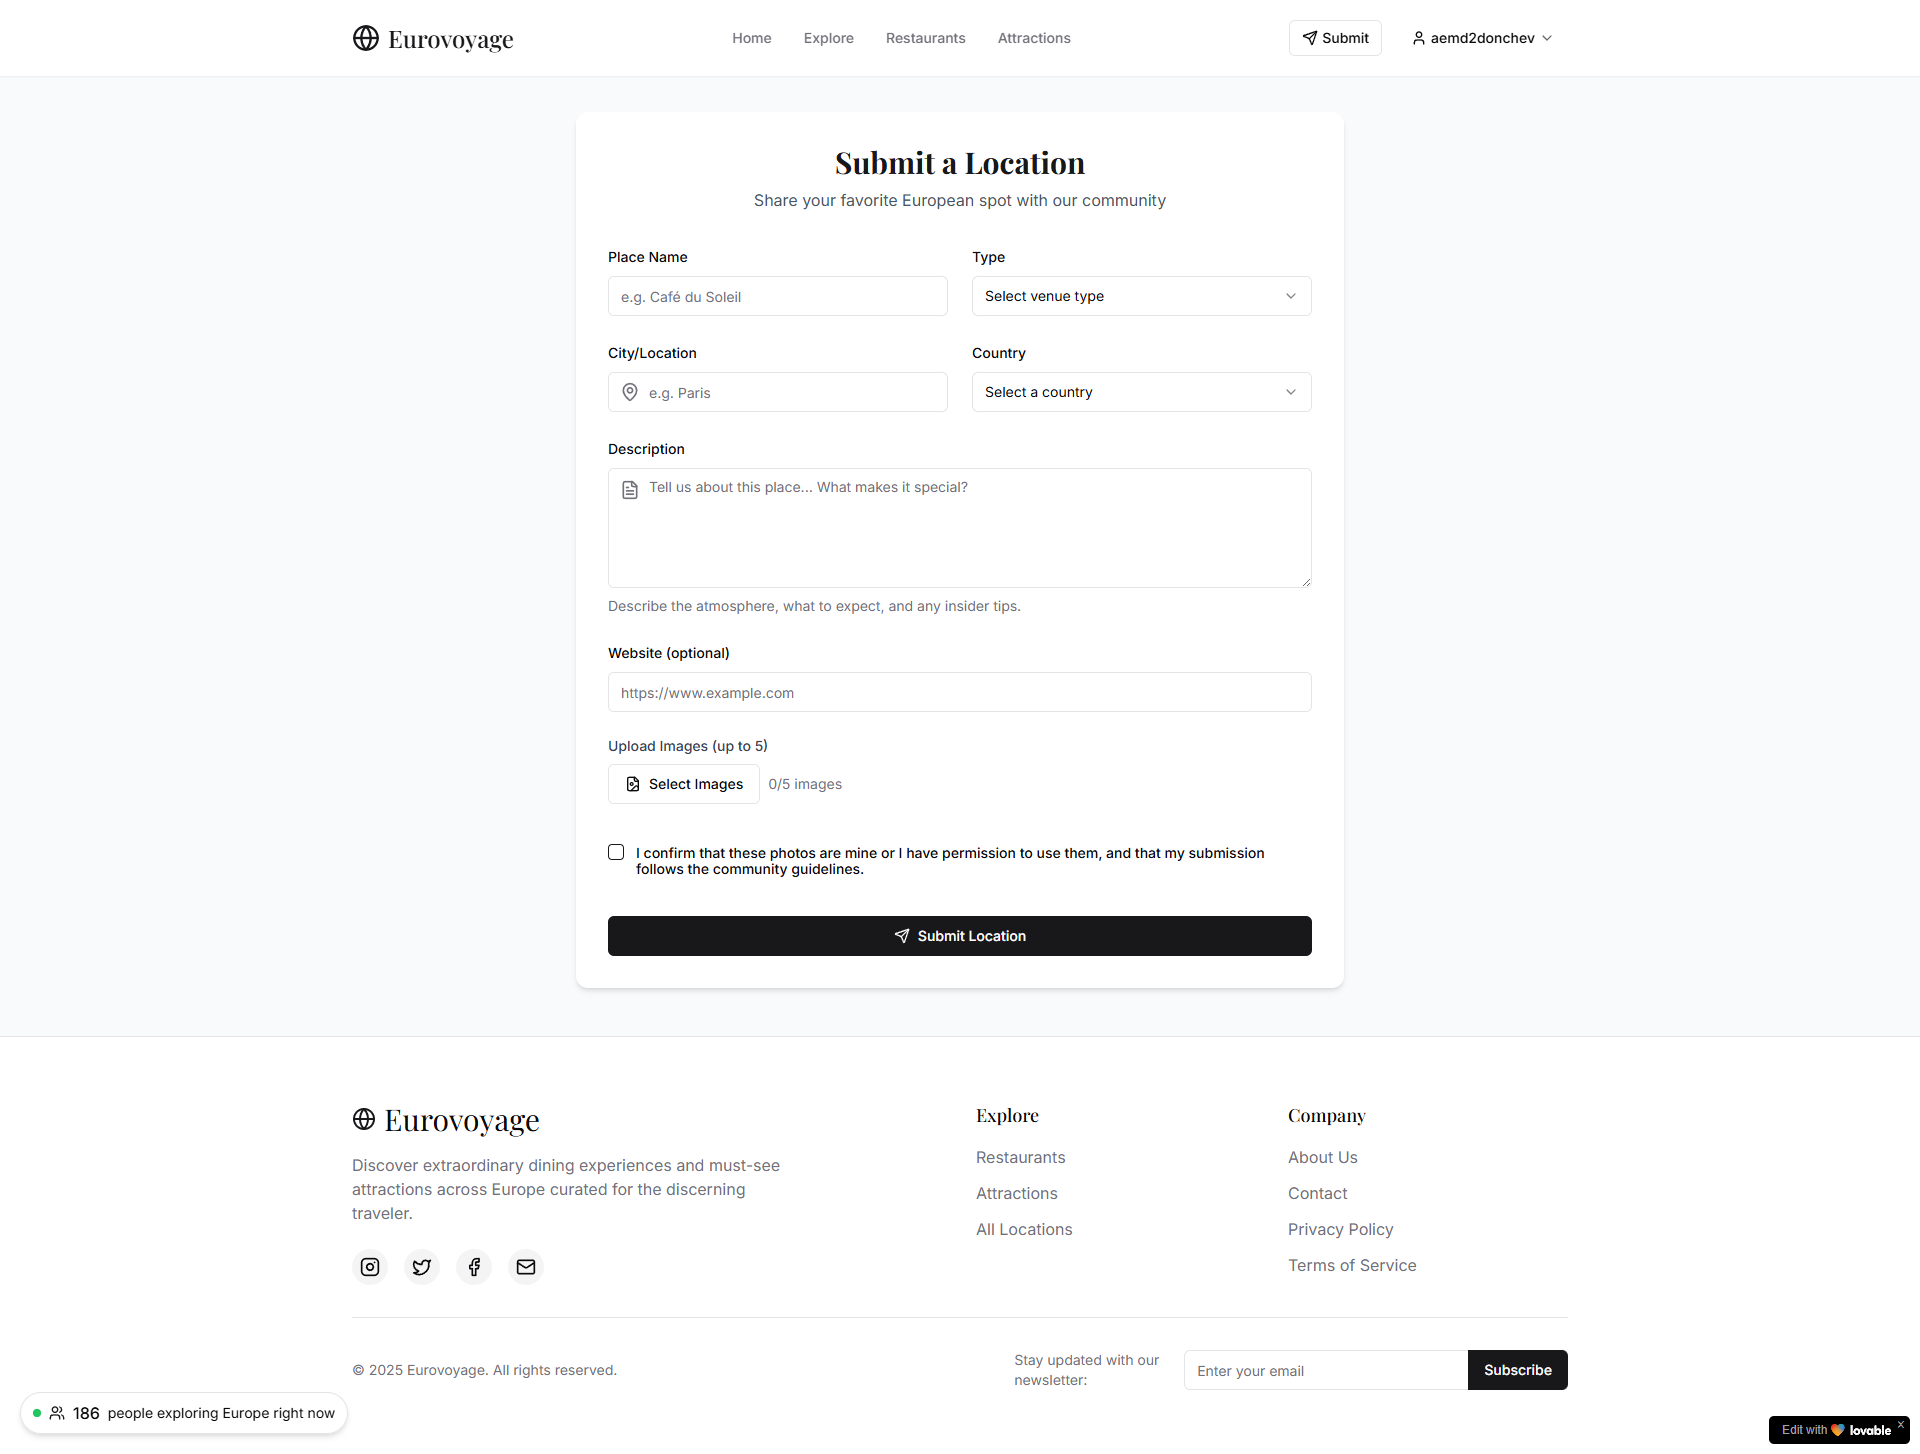 Eurovoyage
Home
Explore
Restaurants
Attractions
Submit
aemd2donchev
Submit a Location
Share your favorite European spot with our community
Place Name
Type
e.g. Café du Soleil
Select venue type
City/Location
Country
e.g. Paris
Select a country
Description
Tell us about this place... What makes it special?
Describe the atmosphere, what to expect, and any insider tips.
Website (optional)
https://www.example.com
Upload Images (up to 5)
Select Images
0/5 images
I confirm that these photos are mine or I have permission to use them, and that my submission
follows the community guidelines.
Submit Location
Eurovoyage
Discover extraordinary dining experiences and must-see
attractions across Europe curated for the discerning
traveler.
Explore
Restaurants
Attractions
All Locations
Company
About Us
Contact
Privacy Policy
Terms of Service
© 2025 Eurovoyage. All rights reserved.
Stay updated with our
newsletter:
Enter your email
Subscribe
186 people exploring Europe right now
Edit with lovable
x